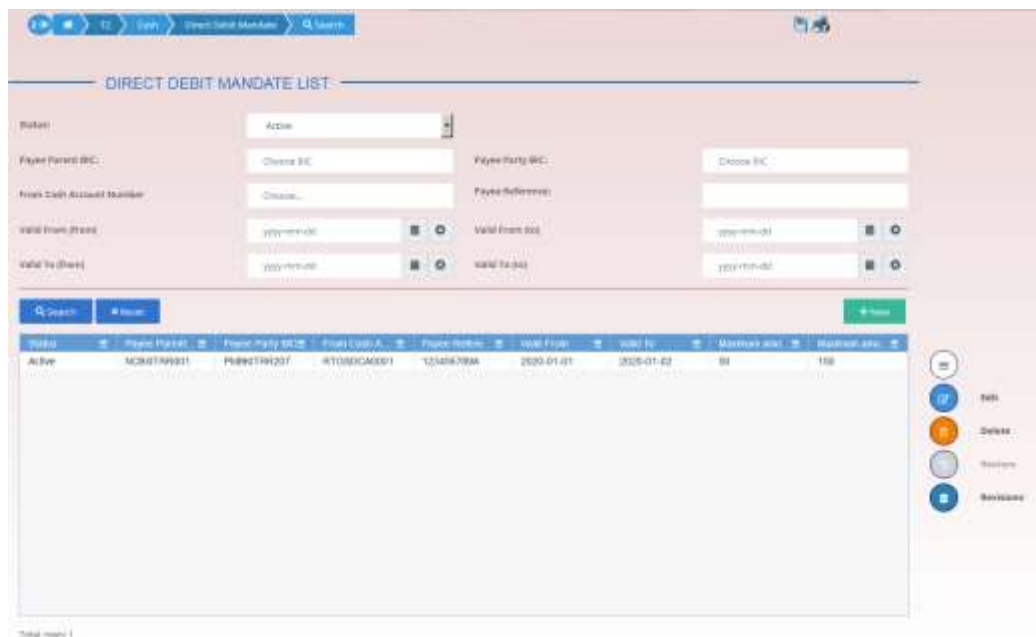 T2 Cash Direct Debit Mandate Search
DIRECT DEBIT MANDATE LIST
Status: Active
Payee Parent BIC: Choose BIC Payee Party BIC: Choose BIC
From Cash Account Number Choose... Payee Reference:
Valid From (from) yyyy-mm-dd Valid From (to) yyyy-mm-dd
Valid To (from) yyyy-mm-dd Valid To (to) yyyy-mm-dd
Search Reset New
Status Payee Parent Payee Party BIC From Cash A... Payee Refere... Valid From Valid To Maximum amo... Maximum amo...
Active 2020-01-01 2020-01-02 100
Edit
Delete
Restore
Revisions
Total rows: 1